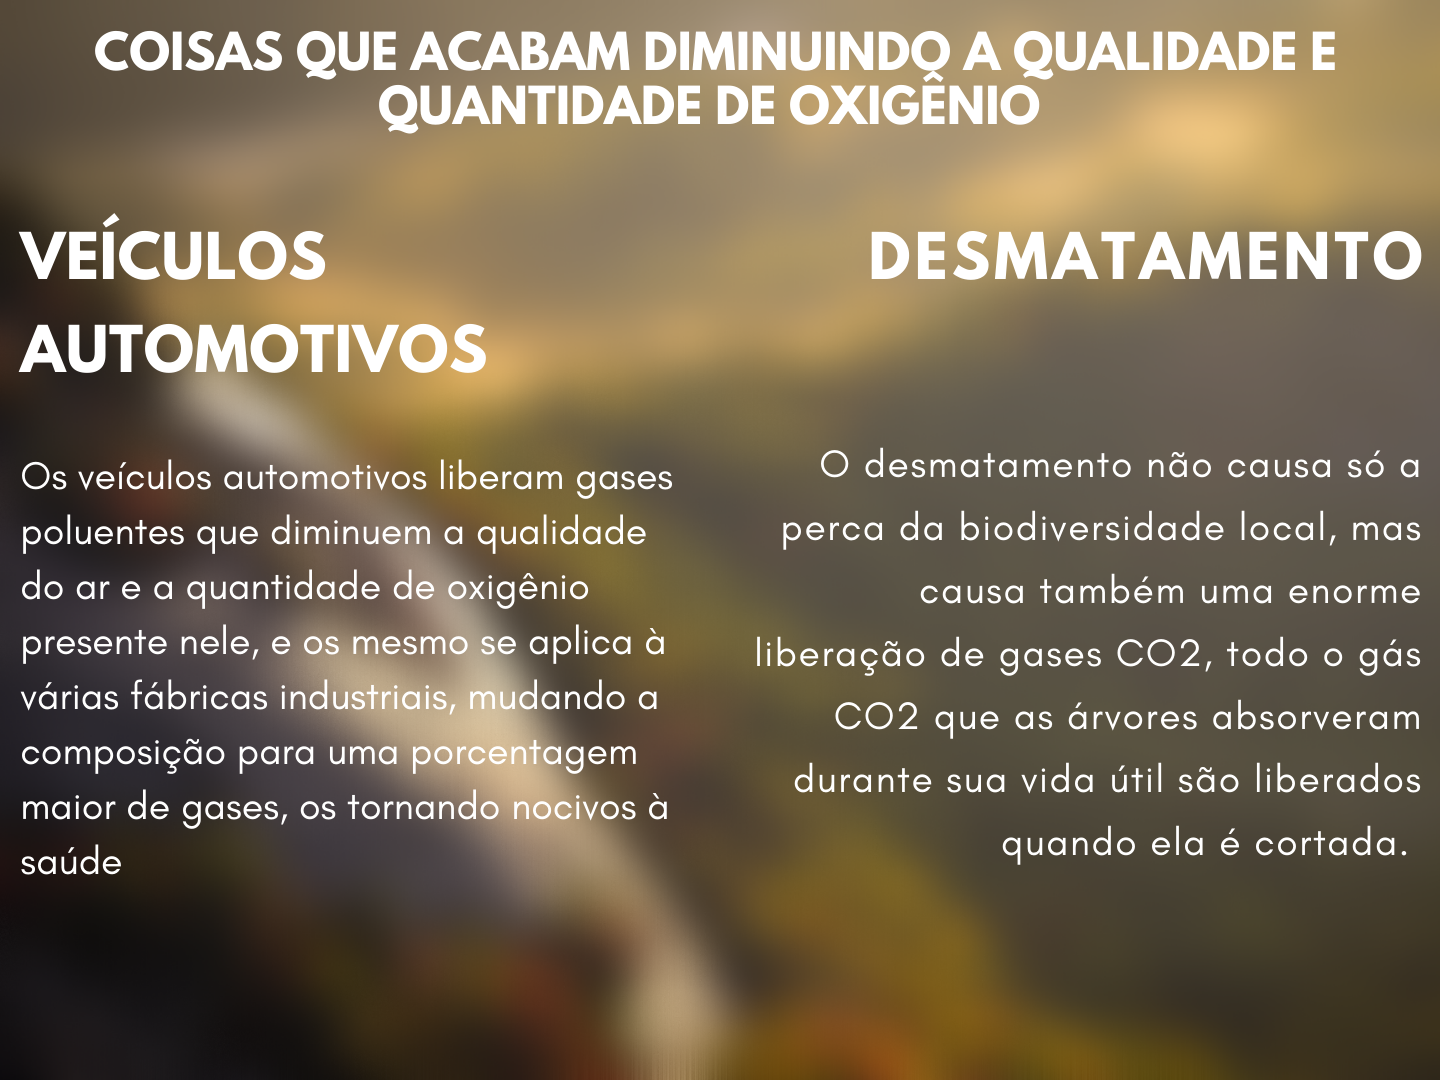 COISAS QUE ACABAM DIMINUINDO A QUALIDADE E
QUANTIDADE DE OXIGÊNIO
VEÍCULOS
AUTOMOTIVOS
Os veículos automotivos liberam gases
poluentes que diminuem a qualidade
do ar e a quantidade de oxigênio
presente nele, e os mesmo se aplica à
várias fábricas industriais, mudando a
composição para uma porcentagem
maior de gases, os tornando nocivos à
saúde
DESMATAMENTO
O desmatamento não causa só a
perca da biodiversidade local, mas
causa também uma enorme
liberação de gases CO2, todo o gás
CO2 que as árvores absorveram
durante sua vida útil são liberados
quando ela é cortada.